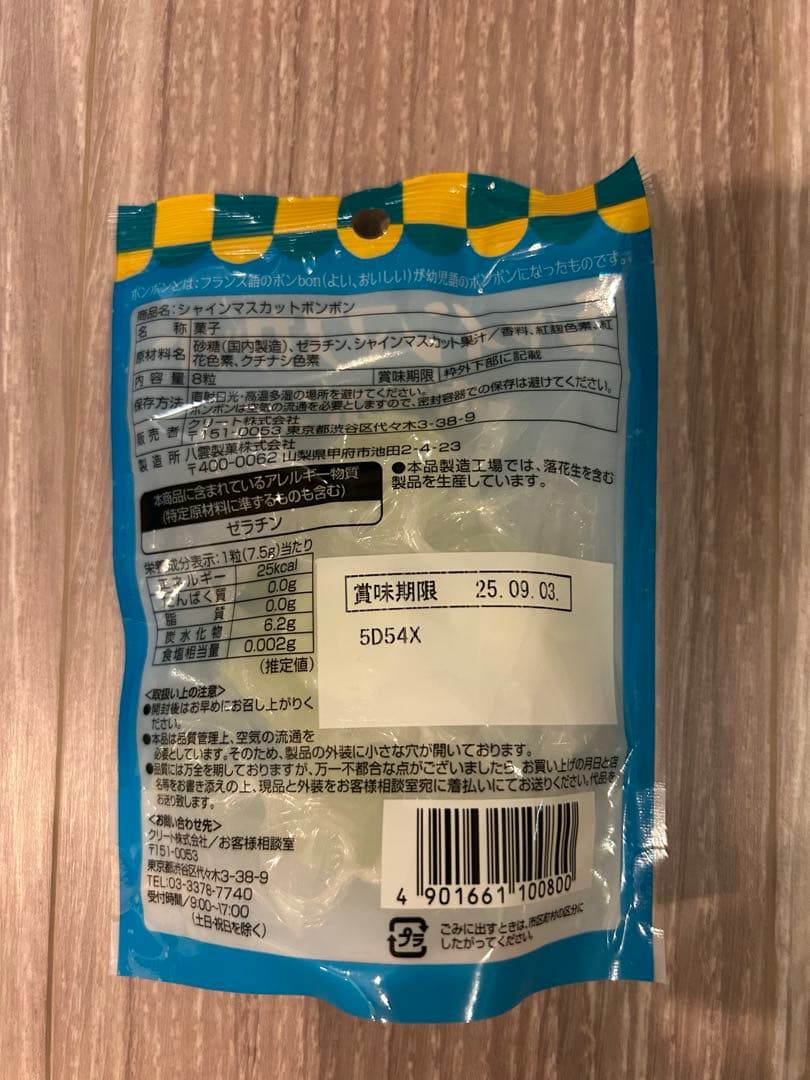 ボンボンとは:フランス語のボンbon(よい、おいしい)が幼児語のボンボンになったものです。
商品名:シャインマスカットボンボン
名称 菓子
原材料名 砂糖(国内製造)、ゼラチン、シャインマスカット果汁/香料、紅麹色素、紅
花色素、クチナシ色素
内容量 8粒 賞味期限 枠外下部に記載
保存方法 直射日光・高温多湿の場所を避けてください。
ボンボンは空気の流通を必要としますので、密封容器での保存は避けてください。
販売者 クリート株式会社
〒151-0053 東京都渋谷区代々木3-38-9
製造所 八雲製菓株式会社
〒400-0062 山梨県甲府市池田2-4-23
本商品に含まれているアレルギー物質
(特定原材料に準ずるものも含む)
ゼラチン
●本品製造工場では、落花生を含む
製品を生産しています。
栄養成分表示:1粒(7.5g)当たり
エネルギー 25kcal
たんぱく質 0.0g
脂質 0.0g
炭水化物 6.2g
食塩相当量 0.002g
(推定値)
賞味期限 25.09.03.
5D54X
<取扱い上の注意>
●開封後はお早めにお召し上がりく
ださい。
●本品は品質管理上、空気の流通を
必要としています。そのため、製品の外装に小さな穴が開いております。
●品質には万全を期しておりますが、万一不都合な点がございましたら、お買い上げの月日と店
名等をお書き添えの上、現品と外装をお客様相談室宛に着払いにてお送りください。代品を
お送り致します。
<お問い合わせ先>
クリート株式会社/お客様相談室
〒151-0053
東京都渋谷区代々木3-38-9
TEL:03-3378-7740
受付時間/9:00~17:00
(土日・祝日を除く)
4 901661 100800
プラ
ごみに出すときは、市区町村の区分に
したがってください。